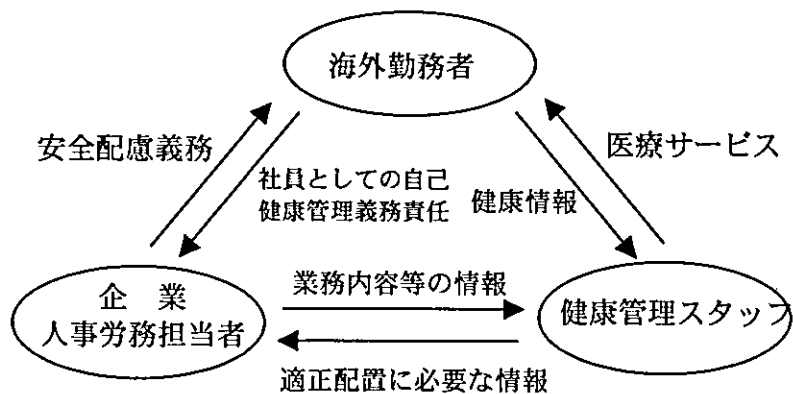 海外勤務者
安全配慮義務
医療サービス
社員としての自己
健康管理義務責任
健康情報
企 業
人事労務担当者
業務内容等の情報
健康管理スタッフ
適正配置に必要な情報